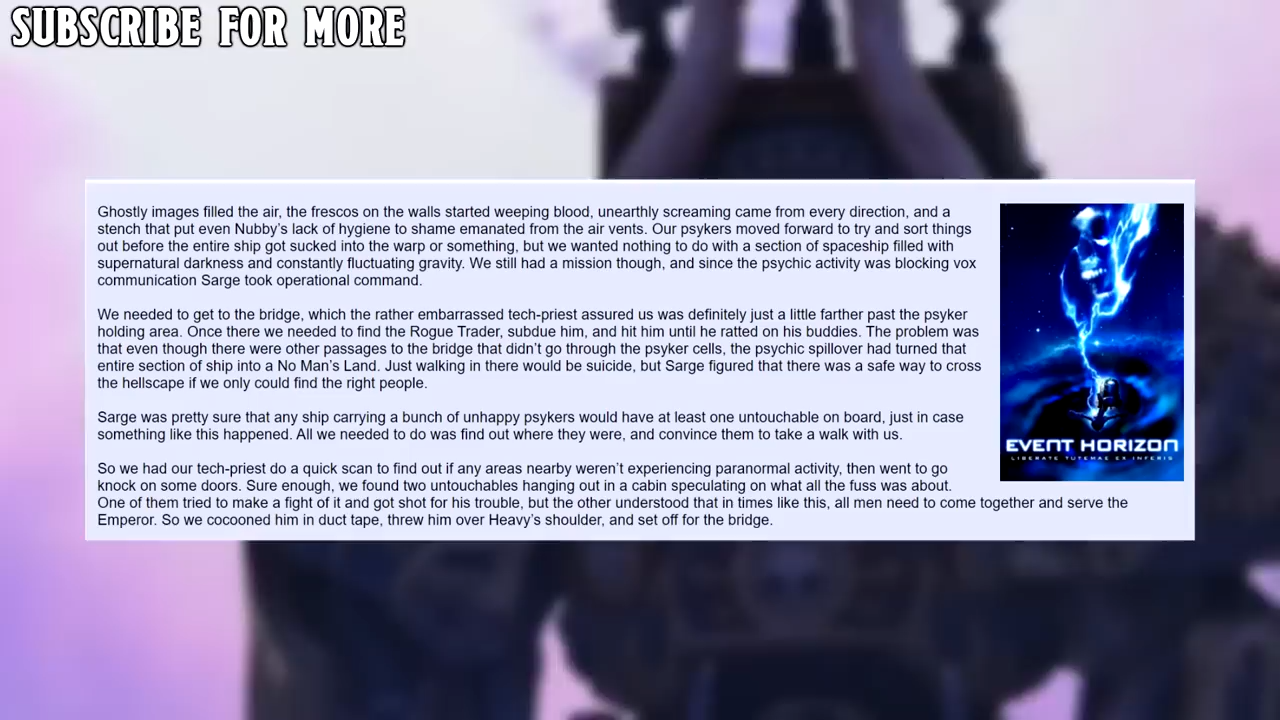 SUBSCRIBE FOR MORE
Ghostly images filled the air, the frescos on the walls started weeping blood, unearthly screaming came from every direction, and a
stench that put even Nubby’s lack of hygiene to shame emanated from the air vents. Our psykers moved forward to try and sort things
out before the entire ship got sucked into the warp or something, but we wanted nothing to do with a section of spaceship filled with
supernatural darkness and constantly fluctuating gravity. We still had a mission though, and since the psychic activity was blocking vox
communication Sarge took operational command.
We needed to get to the bridge, which the rather embarrassed tech-priest assured us was definitely just a little farther past the psyker
holding area. Once there we needed to find the Rogue Trader, subdue him, and hit him until he ratted on his buddies. The problem was
that even though there were other passages to the bridge that didn’t go through the psyker cells, the psychic spillover had turned that
entire section of ship into a No Man’s Land. Just walking in there would be suicide, but Sarge figured that there was a safe way to cross
the hellscape if we only could find the right people.
Sarge was pretty sure that any ship carrying a bunch of unhappy psykers would have at least one untouchable on board, just in case
something like this happened. All we needed to do was find out where they were, and convince them to take a walk with us.
So we had our tech-priest do a quick scan to find out if any areas nearby weren’t experiencing paranormal activity, then went to go
knock on some doors. Sure enough, we found two untouchables hanging out in a cabin speculating on what all the fuss was about.
One of them tried to make a fight of it and got shot for his trouble, but the other understood that in times like this, all men need to come together and serve the
Emperor. So we cocooned him in duct tape, threw him over Heavy’s shoulder, and set off for the bridge.
EVENT HORIZON
LIBERATE TUTEMAE EX INFERIS